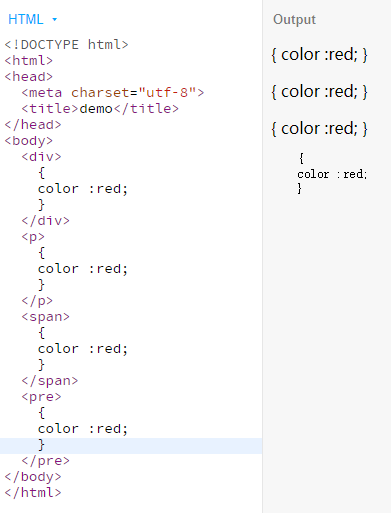 HTML
<!DOCTYPE html>
<html>
<head>
  <meta charset="utf-8">
  <title>demo</title>
</head>
<body>
  <div>
    {
    color :red;
    }
  </div>
  <p>
    {
    color :red;
    }
  </p>
  <span>
    {
    color :red;
    }
  </span>
  <pre>
    {
    color :red;
    }
  </pre>
</body>
</html>
Output
{ color :red; }
{ color :red; }
{ color :red; }
    {
    color :red;
    }